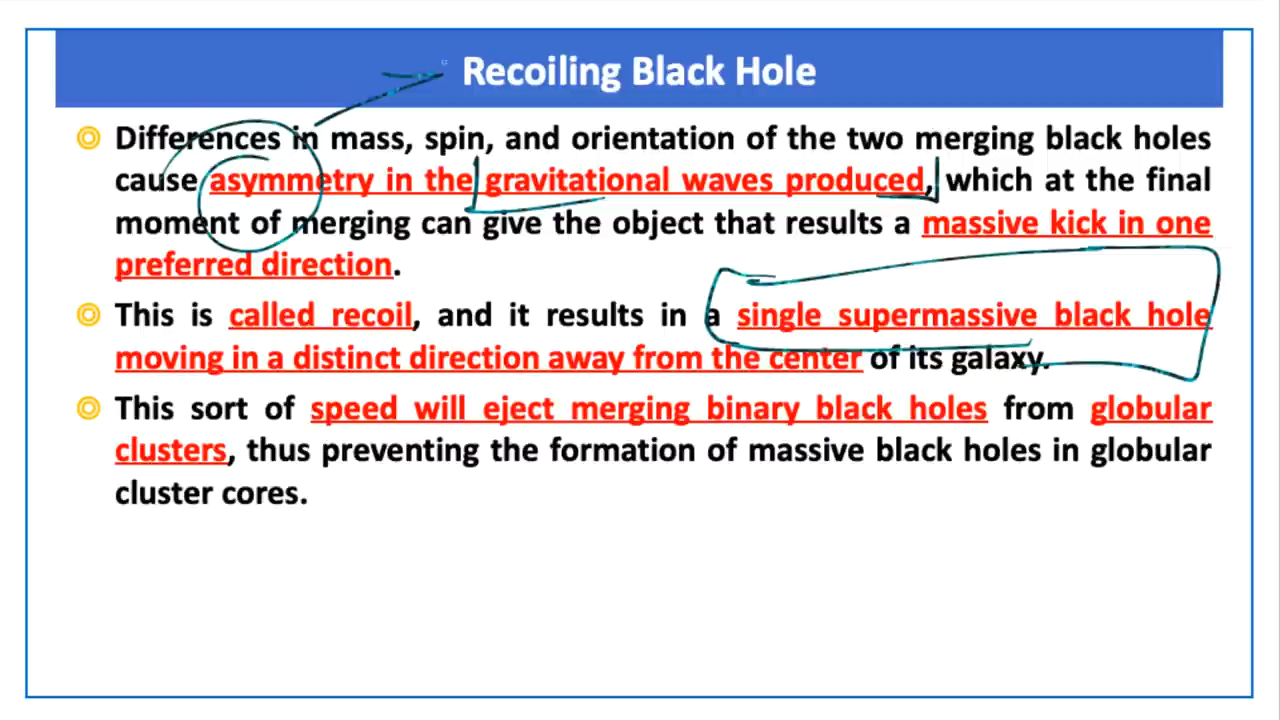 Recoiling Black Hole
Differences in mass, spin, and orientation of the two merging black holes
cause asymmetry in the gravitational waves produced, which at the final
moment of merging can give the object that results a massive kick in one
preferred direction.
This is called recoil, and it results in a single supermassive black hole
moving in a distinct direction away from the center of its galaxy.
This sort of speed will eject merging binary black holes from globular
clusters, thus preventing the formation of massive black holes in globular
cluster cores.